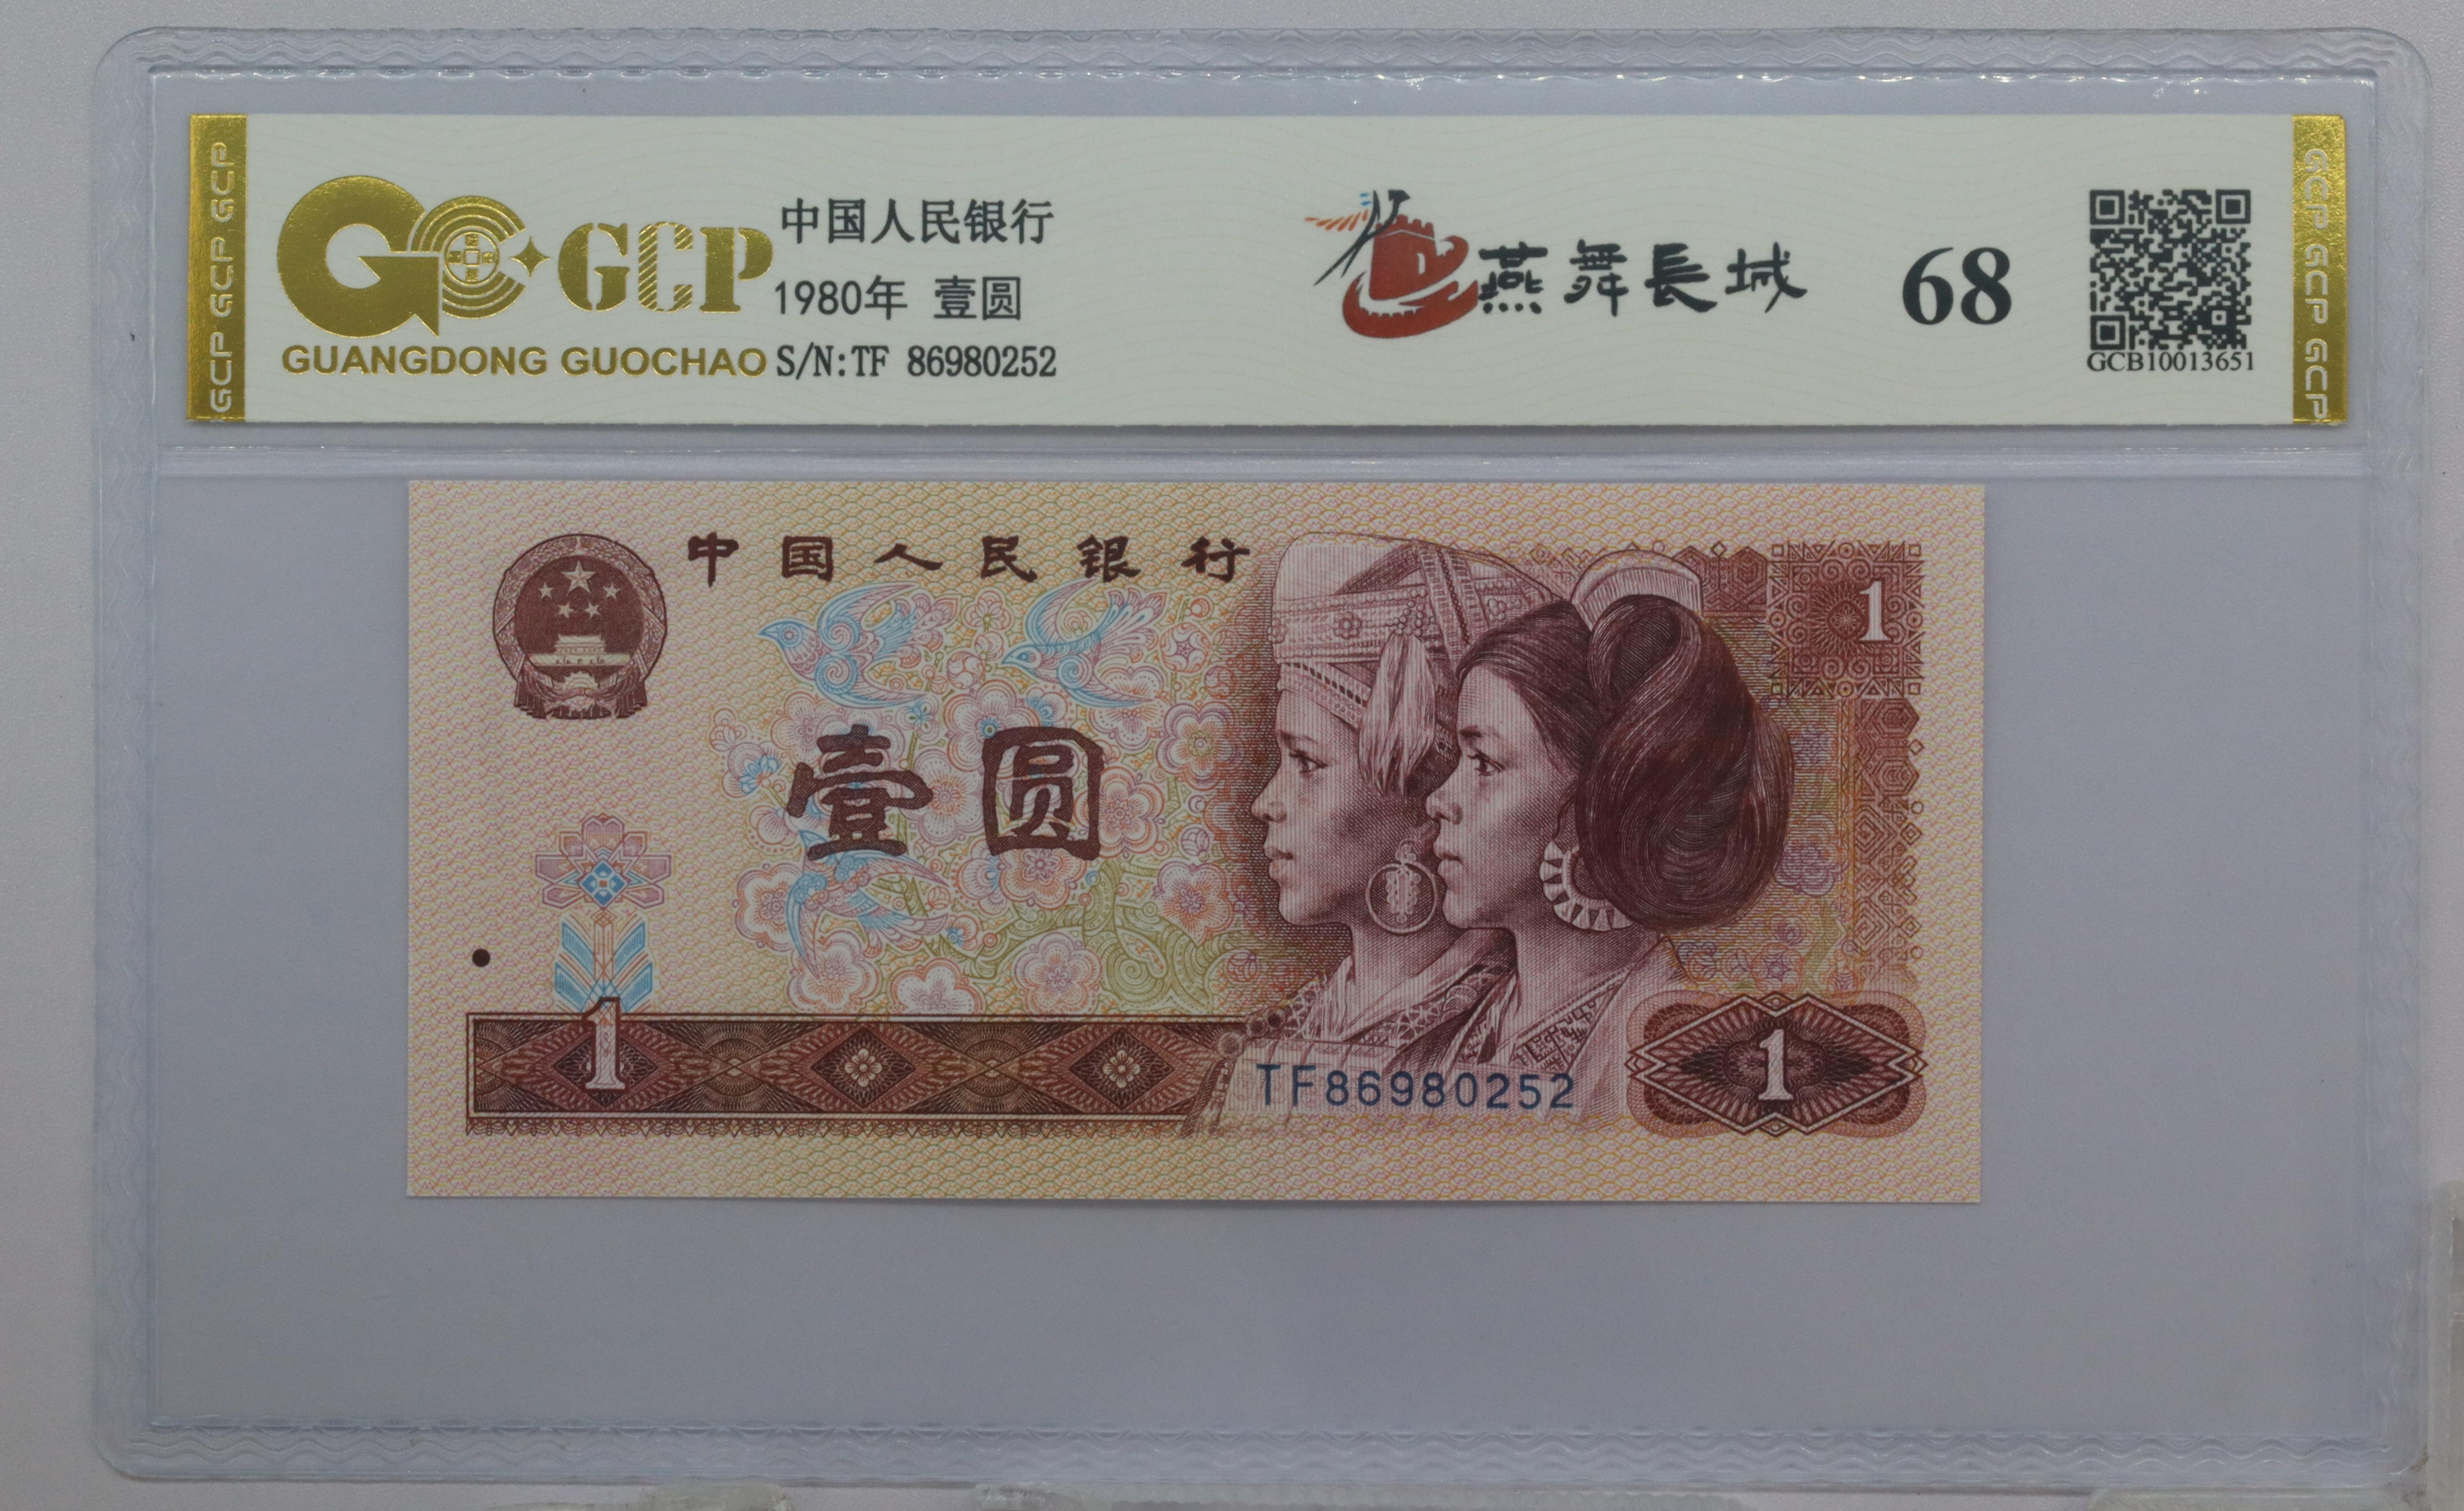 GCP GCP GCP
GCP
GUANGDONG GUOCHAO
中国人民银行
1980年 壹圆
S/N:TF 86980252
燕舞長城
68
GCB10013651
GCP GCP GCP
中国人民银行
1
壹圆
1
TF86980252
1